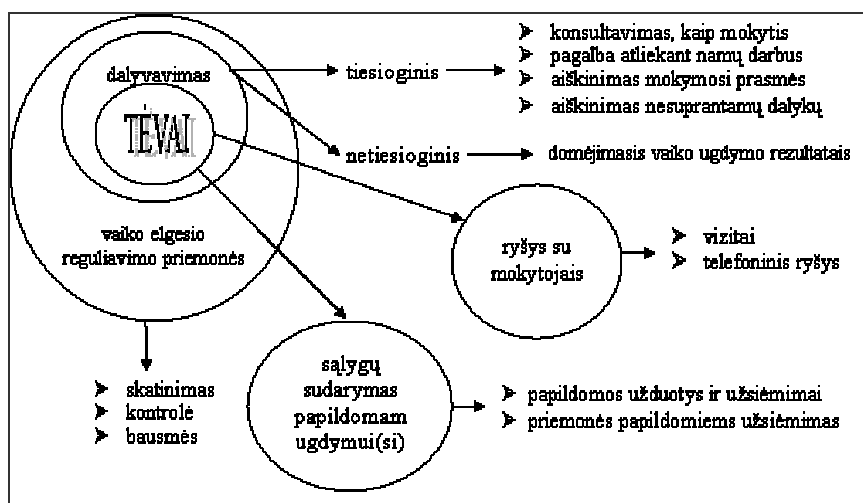 dalyvavimas
TĖVAI
vaiko elgesio
reguliavimo priemonės
tiesioginis
konsultavimas, kaip mokytis
pagalba atliekant namų darbus
aiškinimas mokymosi prasmės
aiškinimas nesuprantamų dalykų
netiesioginis
domėjimasis vaiko ugdymo rezultatais
ryšys su
mokytojais
vizitai
telefoninis ryšys
skatinimas
kontrolė
bausmės
sąlygų
sudarymas
papildomam
ugdymui(si)
papildomos užduotys ir užsiėmimai
priemonės papildomiems užsiėmimas